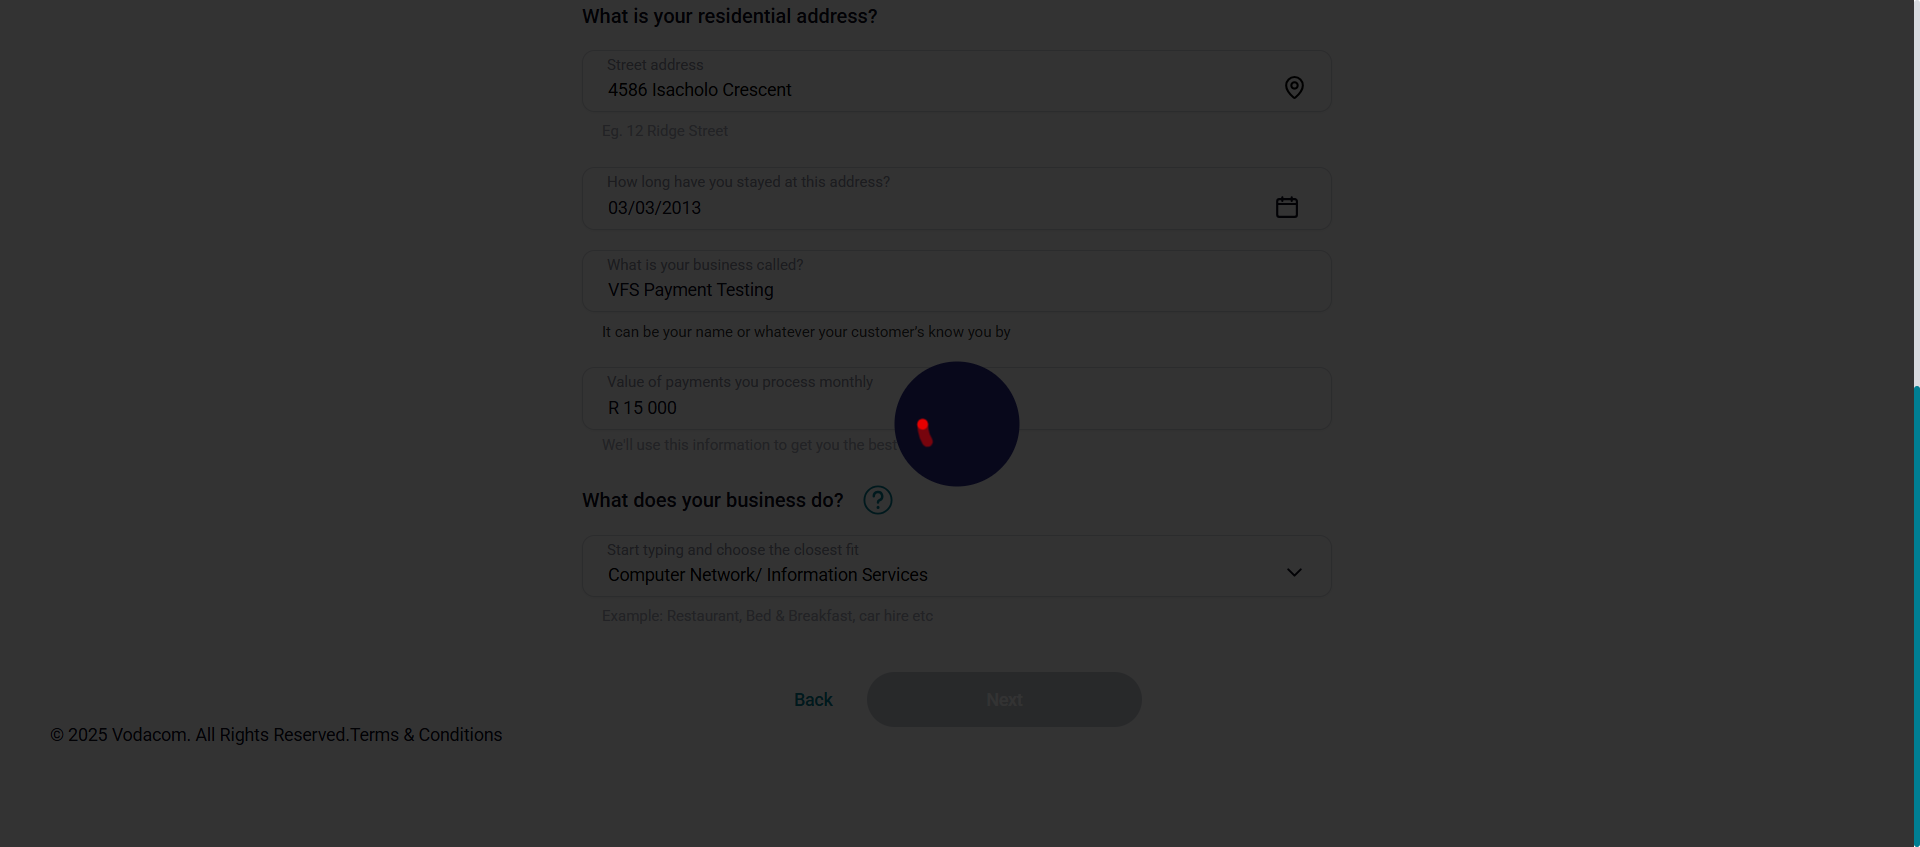 What is your residential address?
Street address
4586 Isacholo Crescent
Eg. 12 Ridge Street
How long have you stayed at this address?
03/03/2013
What is your business called?
VFS Payment Testing
It can be your name or whatever your customer's know you by
Value of payments you process monthly
R 15 000
We'll use this information to get you the best
What does your business do?
Start typing and choose the closest fit
Computer Network/ Information Services
Example: Restaurant, Bed & Breakfast, car hire etc
Back
Next
© 2025 Vodacom. All Rights Reserved.Terms & Conditions